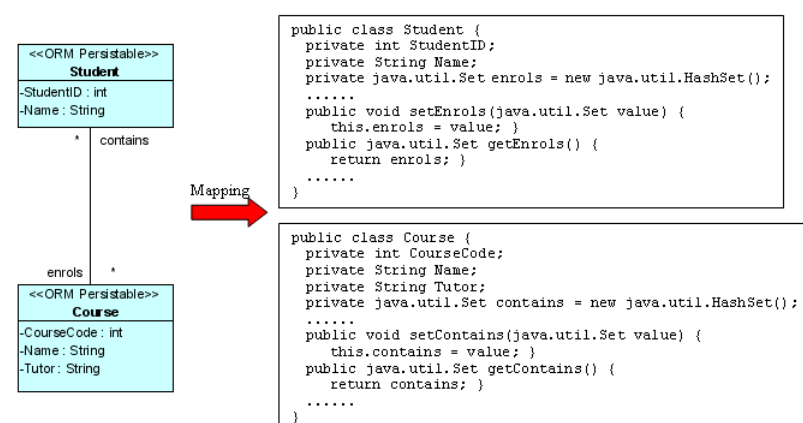 <<ORM Persistable>>
Student
-StudentID : int
-Name : String
* contains
enrols *
<<ORM Persistable>>
Course
-CourseCode : int
-Name : String
-Tutor : String
Mapping
public class Student {
private int StudentID;
private String Name;
private java.util.Set enrols = new java.util.HashSet();
......
public void setEnrols(java.util.Set value) {
this.enrols = value; }
public java.util.Set getEnrols() {
return enrols; }
......
}
public class Course {
private int CourseCode;
private String Name;
private String Tutor;
private java.util.Set contains = new java.util.HashSet();
......
public void setContains(java.util.Set value) {
this.contains = value; }
public java.util.Set getContains() {
return contains; }
......
}